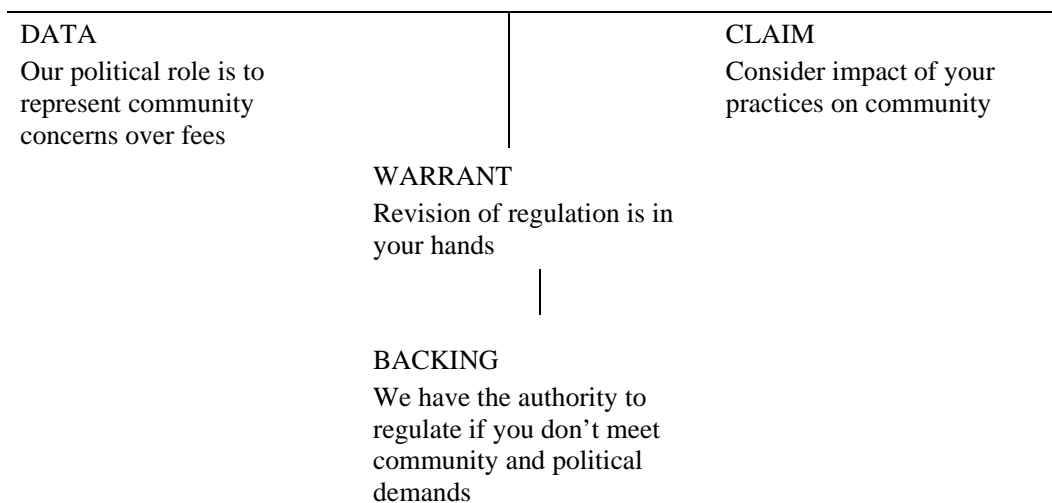 DATA
Our political role is to
represent community
concerns over fees
CLAIM
Consider impact of your
practices on community
WARRANT
Revision of regulation is in
your hands
BACKING
We have the authority to
regulate if you don’t meet
community and political
demands